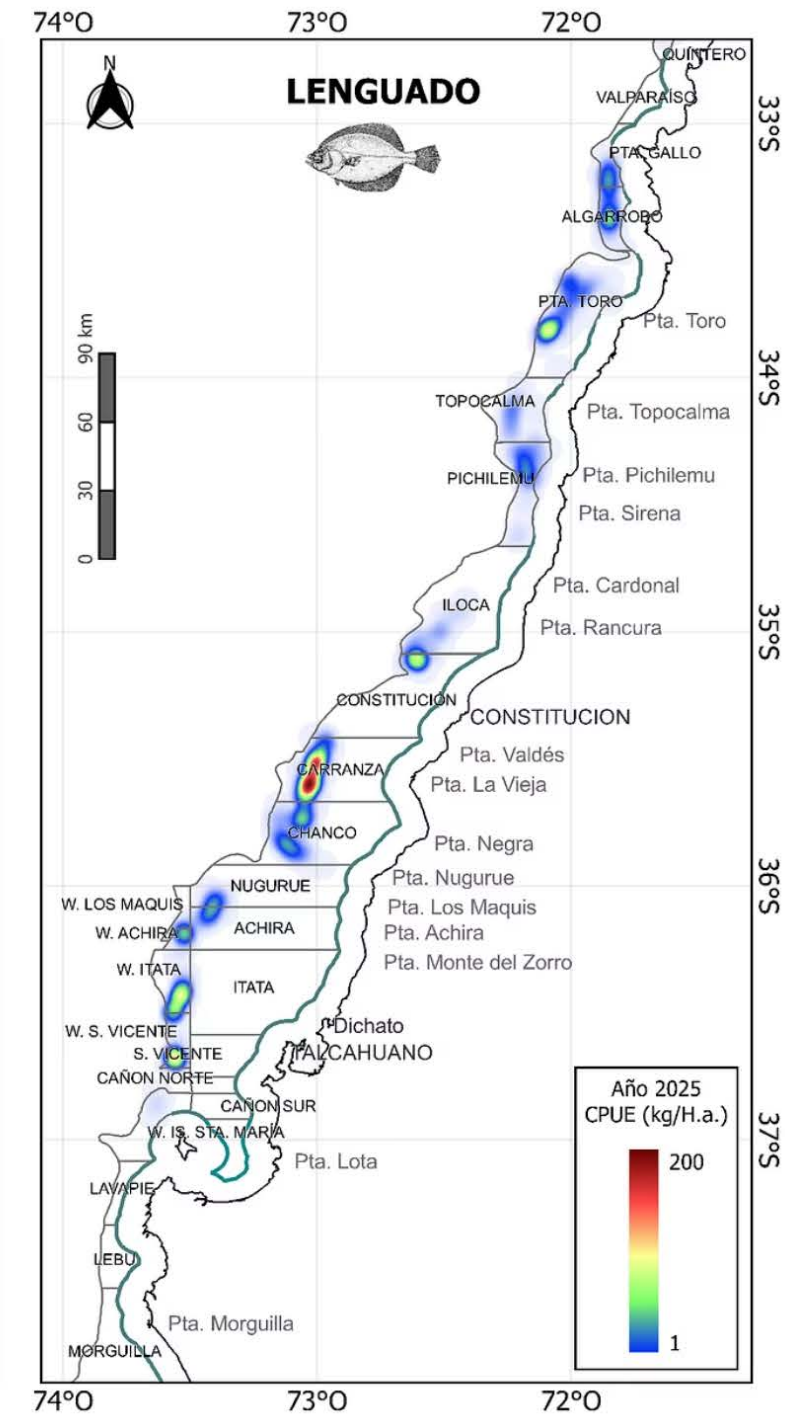 74°O 73°O 72°O
N
LENGUADO
QUINTERO
VALPARAÍSO
33°S
PTA. GALLO
ALGARROBO
PTA. TORO
Pta. Toro
90 km
60
30
0
34°S
TOPOCALMA
Pta. Topocalma
PICHILEMU
Pta. Pichilemu
Pta. Sirena
Pta. Cardonal
ILOCA
Pta. Rancura
35°S
CONSTITUCIÓN
CONSTITUCION
Pta. Valdés
CARRANZA
Pta. La Vieja
CHANCO
Pta. Negra
NUGURUE
Pta. Nugurue
36°S
W. LOS MAQUIS
Pta. Los Maquis
W. ACHIRA
ACHIRA
Pta. Achira
Pta. Monte del Zorro
W. ITATA
ITATA
W. S. VICENTE
Dichato
S. VICENTE
TALCAHUANO
CAÑON NORTE
CAÑON SUR
W. IS. STA. MARÍA
37°S
Pta. Lota
LAVAPIE
LEBU
Pta. Morguilla
MORGUILLA
Año 2025
CPUE (kg/H.a.)
200
1
74°O 73°O 72°O